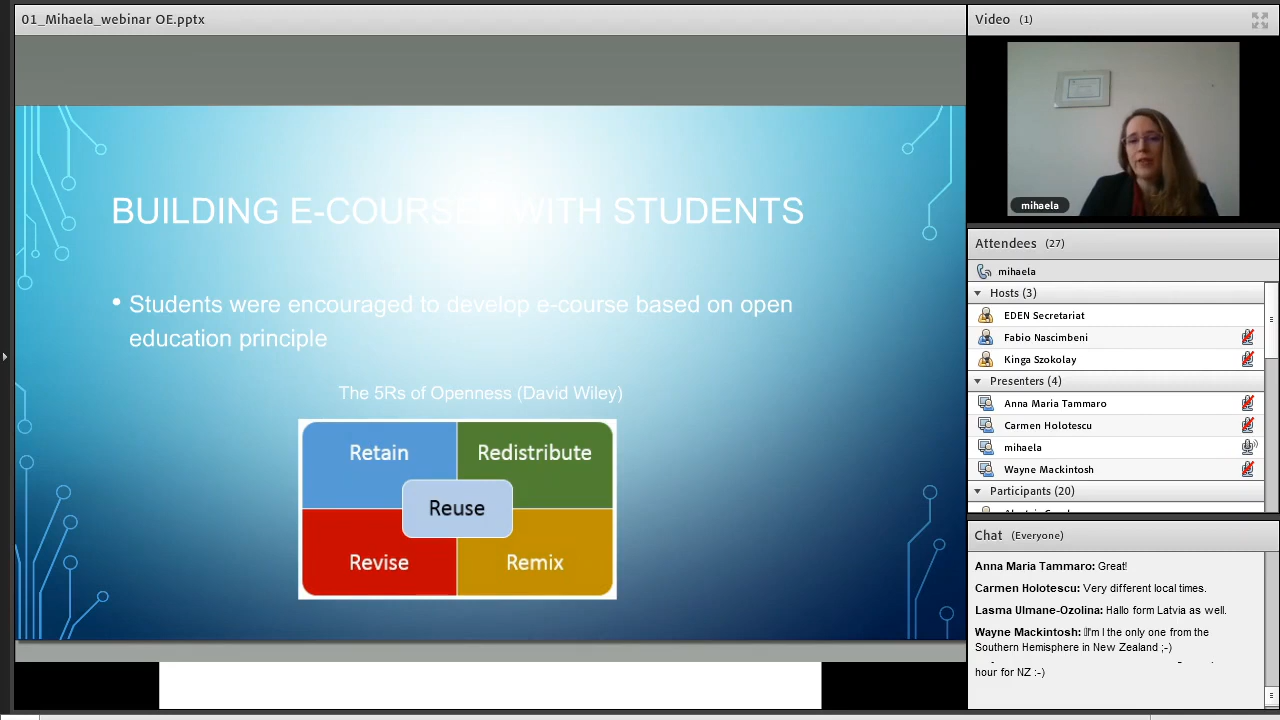 01_Mihaela_webinar OE.pptx
BUILDING E-COURSES WITH STUDENTS
• Students were encouraged to develop e-course based on open
education principle
The 5Rs of Openness (David Wiley)
Retain
Redistribute
Reuse
Revise
Remix
Video (1)
mihaela
Attendees (27)
mihaela
Hosts (3)
EDEN Secretariat
Fabio Nascimbeni
Kinga Szokolay
Presenters (4)
Anna Maria Tammaro
Carmen Holotescu
mihaela
Wayne Mackintosh
Participants (20)
Chat (Everyone)
Anna Maria Tammaro: Great!
Carmen Holotescu: Very different local times.
Lasma Ulmane-Ozolina: Hallo form Latvia as well.
Wayne Mackintosh: I'm I the only one from the
Southern Hemisphere in New Zealand ;-)
hour for NZ :-)